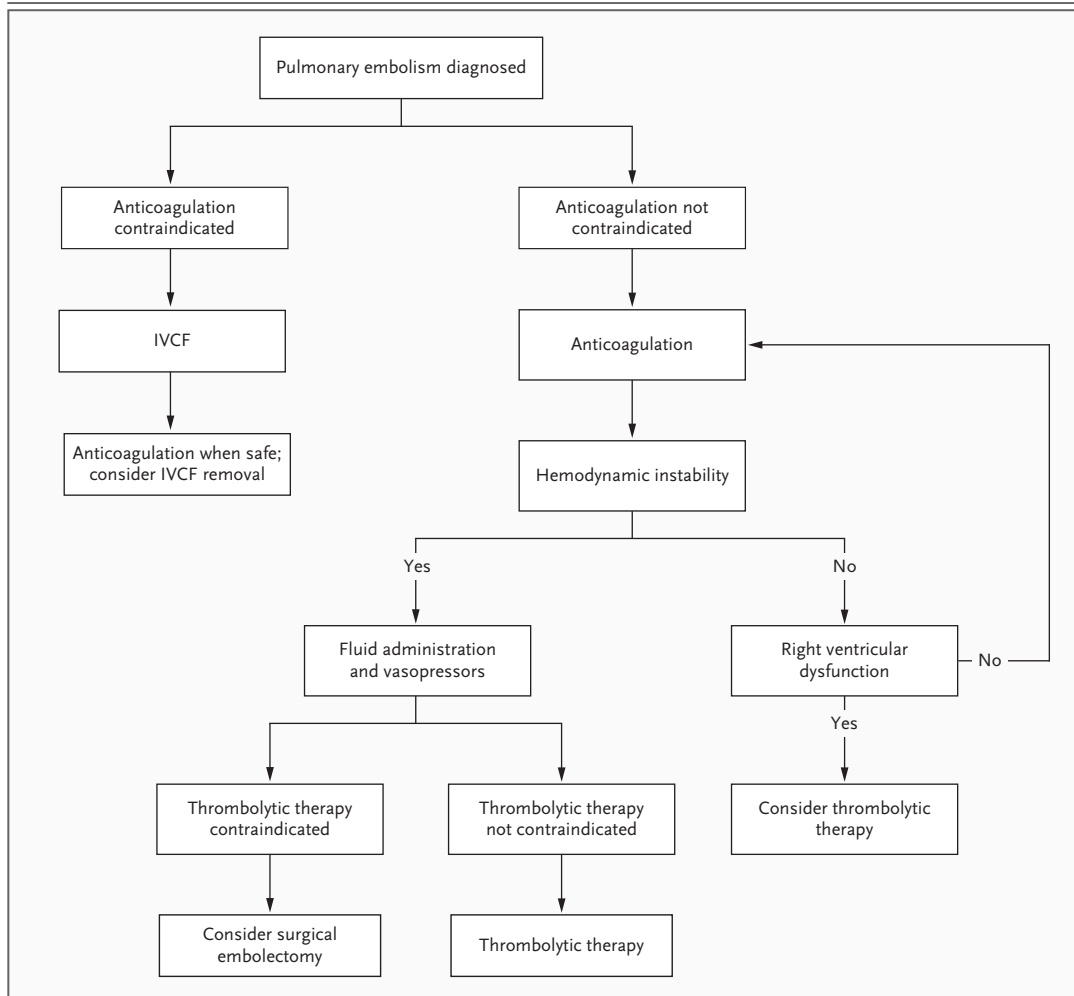 Pulmonary embolism diagnosed
Anticoagulation
contraindicated
Anticoagulation not
contraindicated
IVCF
Anticoagulation
Anticoagulation when safe;
consider IVCF removal
Hemodynamic instability
Yes
No
Fluid administration
and vasopressors
Right ventricular
dysfunction
No
Yes
Thrombolytic therapy
contraindicated
Thrombolytic therapy
not contraindicated
Consider thrombolytic
therapy
Consider surgical
embolectomy
Thrombolytic therapy